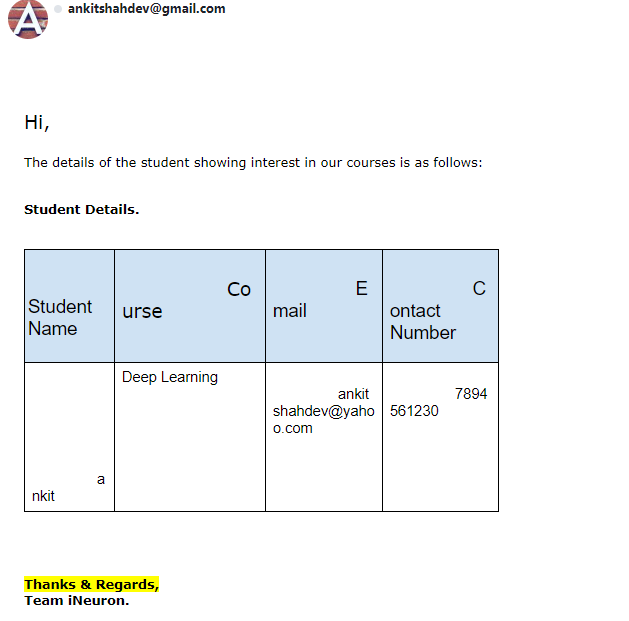 A
ankitshahdev@gmail.com
Hi,
The details of the student showing interest in our courses is as follows:
Student Details.
Student
Name
Co
urse
E
mail
C
ontact
Number
a
nkit
Deep Learning
ankit
shahdev@yaho
o.com
7894
561230
Thanks & Regards,
Team iNeuron.